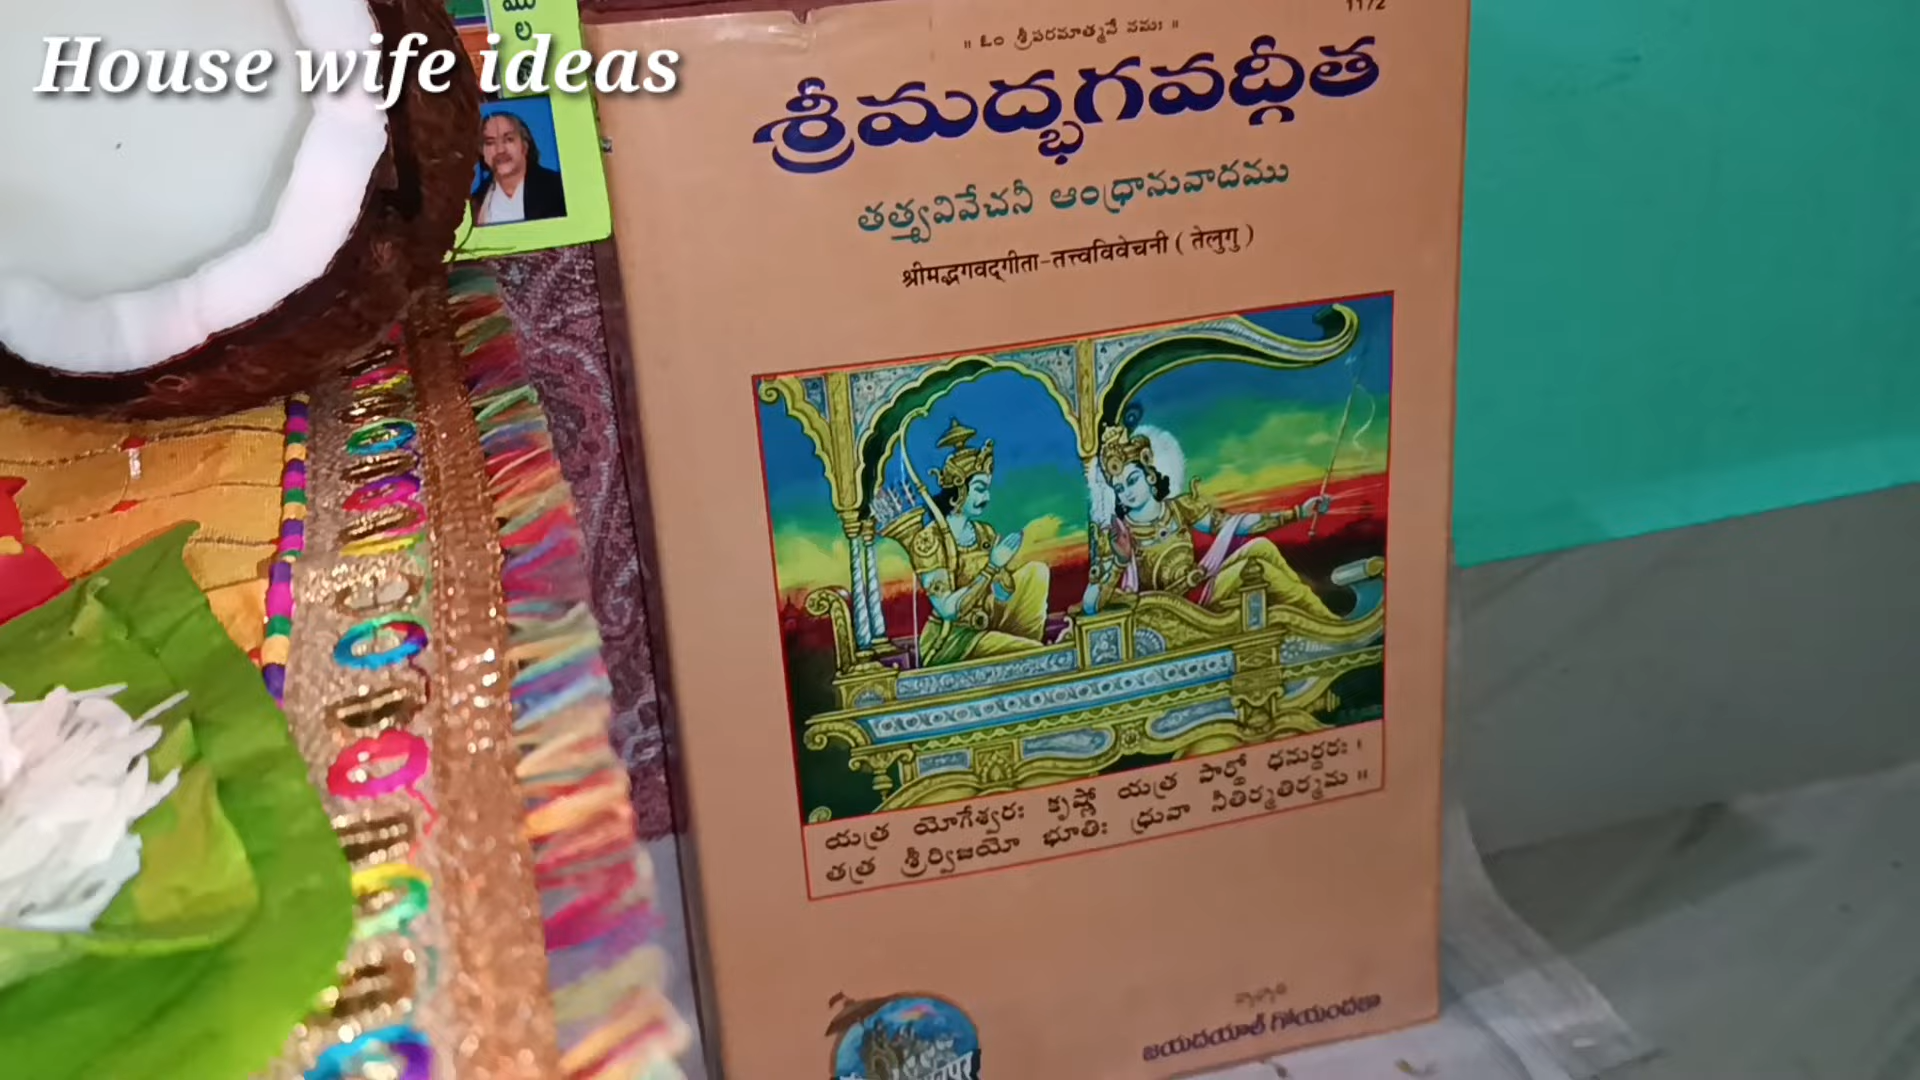 House wife ideas
ము
ల
1172
॥ ఓం శ్రీపరమాత్మనే నమః ॥
శ్రీమద్భగవద్గీత
తత్త్వవివేచనీ ఆంధ్రానువాదము
श्रीमद्भगवद्‌गीता-तत्त्वविवेचनी ( तेलुगु )
యత్ర యోగేశ్వరః కృష్ణో యత్ర పార్థో ధనుర్ధరః ।
తత్ర శ్రీర్విజయో భూతిః ధ్రువా నీతిర్మతిర్మమ ॥
జయదయాల్ గోయందకా